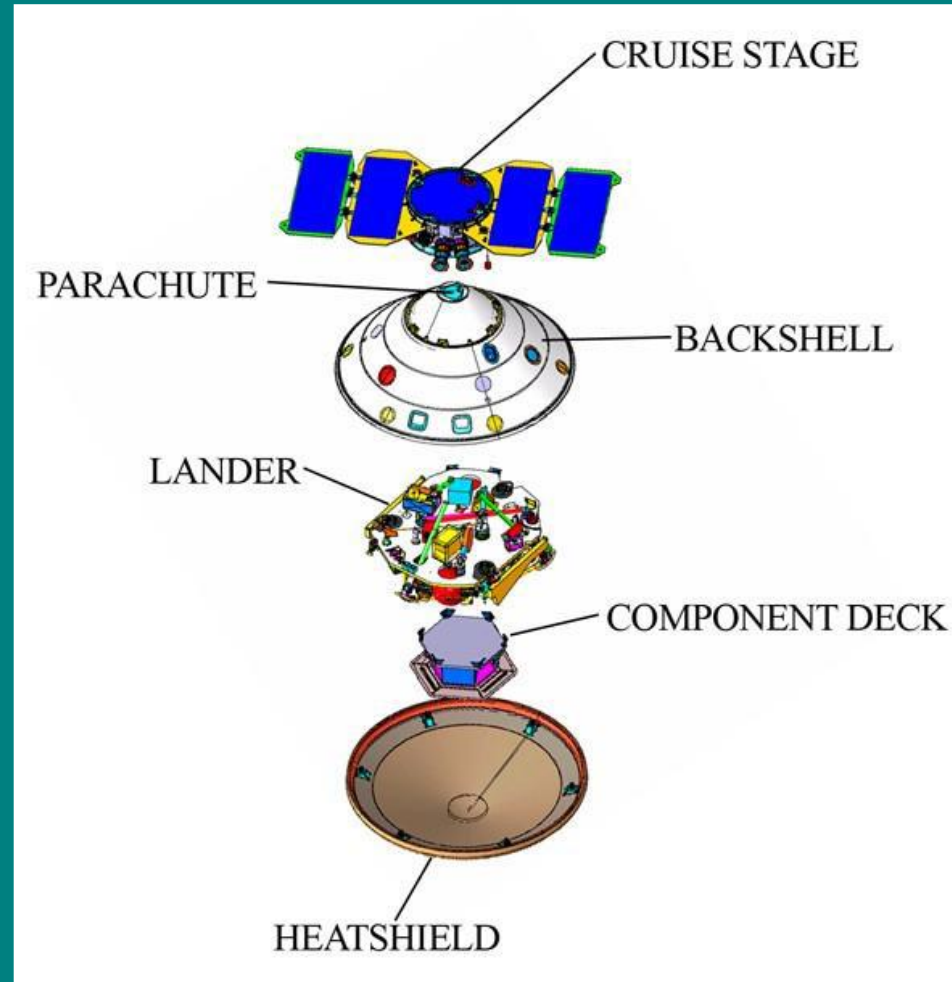 CRUISE STAGE
PARACHUTE
BACKSHELL
LANDER
COMPONENT DECK
HEATSHIELD